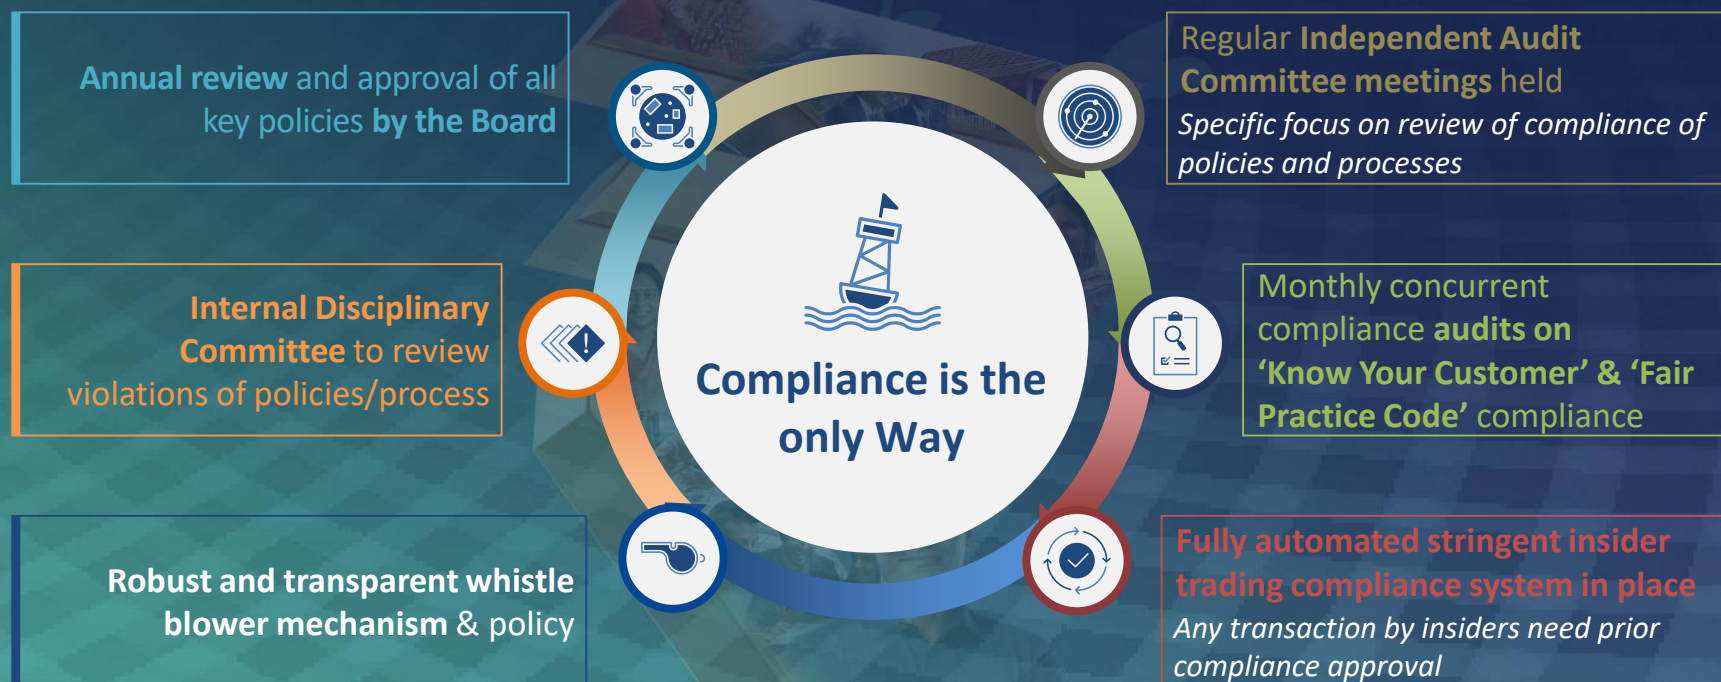 Annual review and approval of all
key policies by the Board
Regular Independent Audit
Committee meetings held
Specific focus on review of compliance of
policies and processes
Internal Disciplinary
Committee to review
violations of policies/process
Compliance is the
only Way
Monthly concurrent
compliance audits on
‘Know Your Customer’ & ‘Fair
Practice Code’ compliance
Robust and transparent whistle
blower mechanism & policy
Fully automated stringent insider
trading compliance system in place
Any transaction by insiders need prior
compliance approval